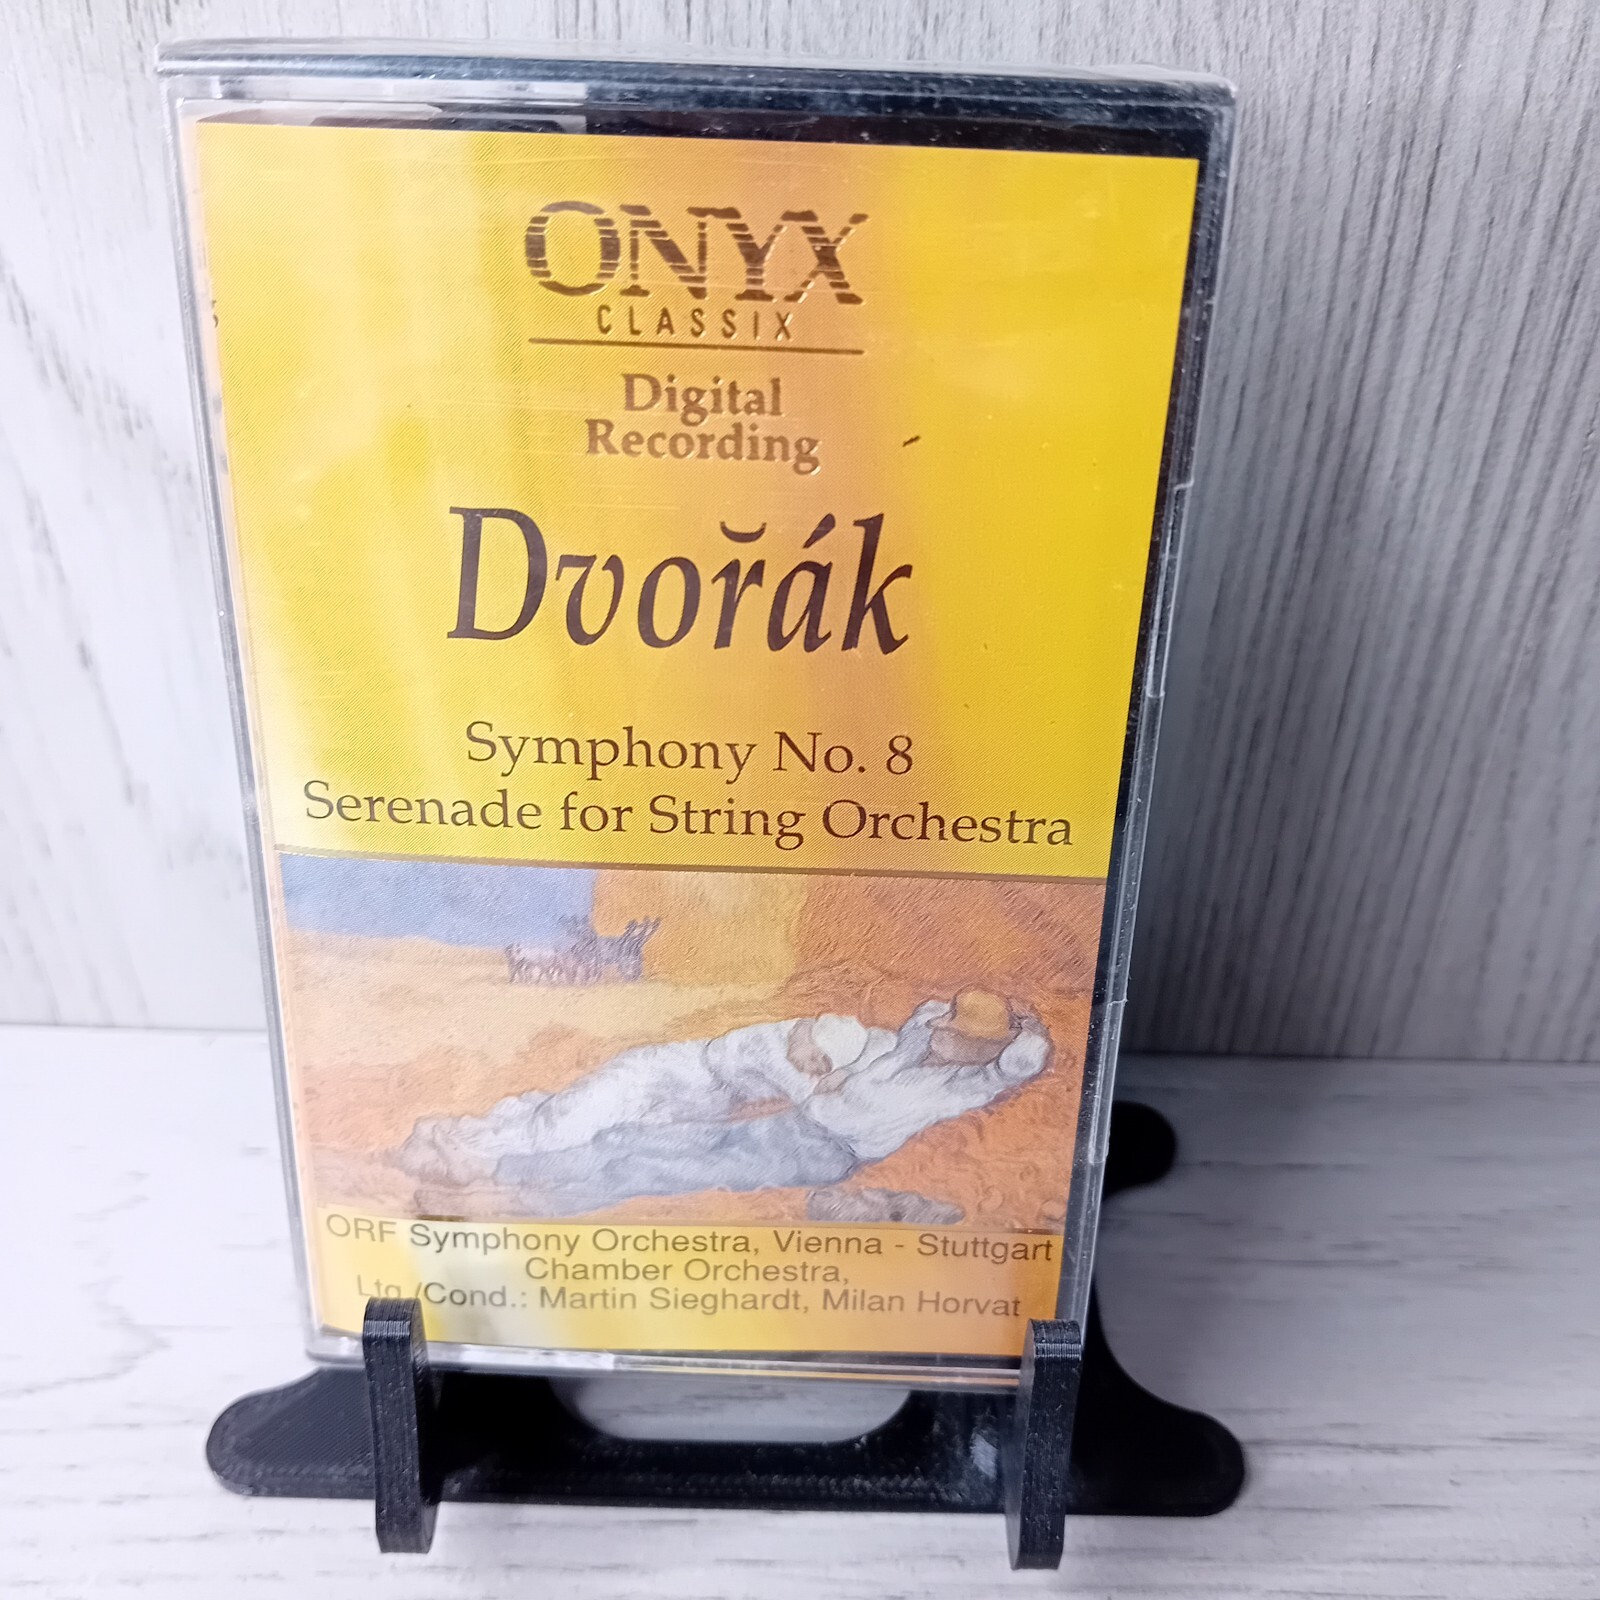 ONYX
CLASSIX
Digital
Recording
Dvořák
Symphony No. 8
Serenade for String Orchestra
ORF Symphony Orchestra, Vienna - Stuttgart
Chamber Orchestra,
Ltg./Cond.: Martin Sieghardt, Milan Horvat